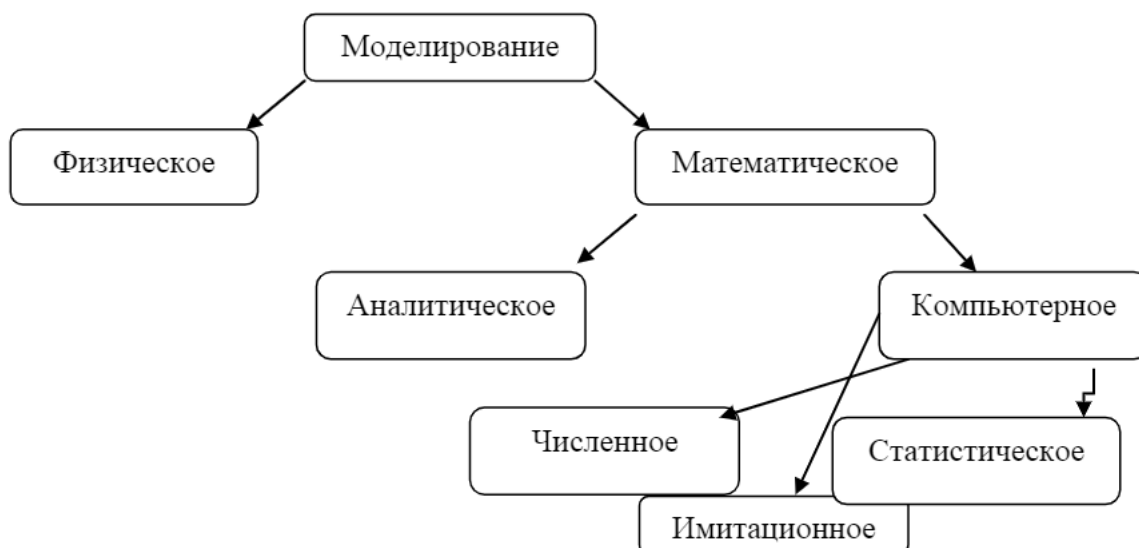 Моделирование
Физическое
Математическое
Аналитическое
Компьютерное
Численное
Статистическое
Имитационное